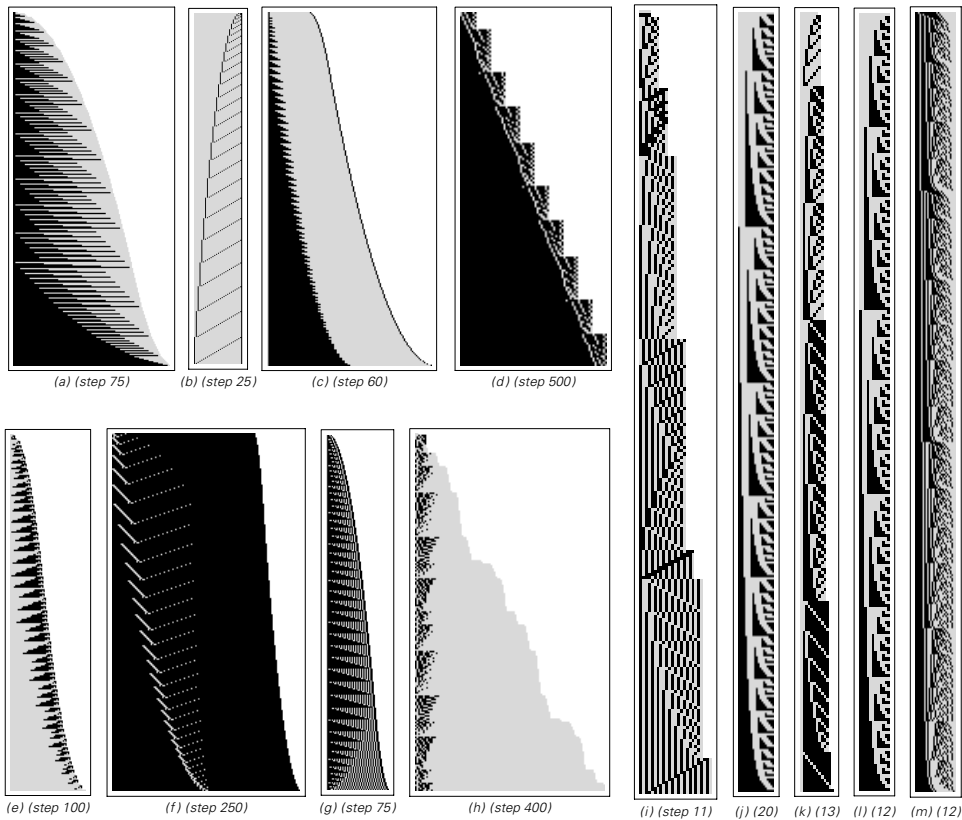 (a) (step 75)
(b) (step 25)
(c) (step 60)
(d) (step 500)
(e) (step 100)
(f) (step 250)
(g) (step 75)
(h) (step 400)
(i) (step 11)
(j) (20)
(k) (13)
(l) (12)
(m) (12)